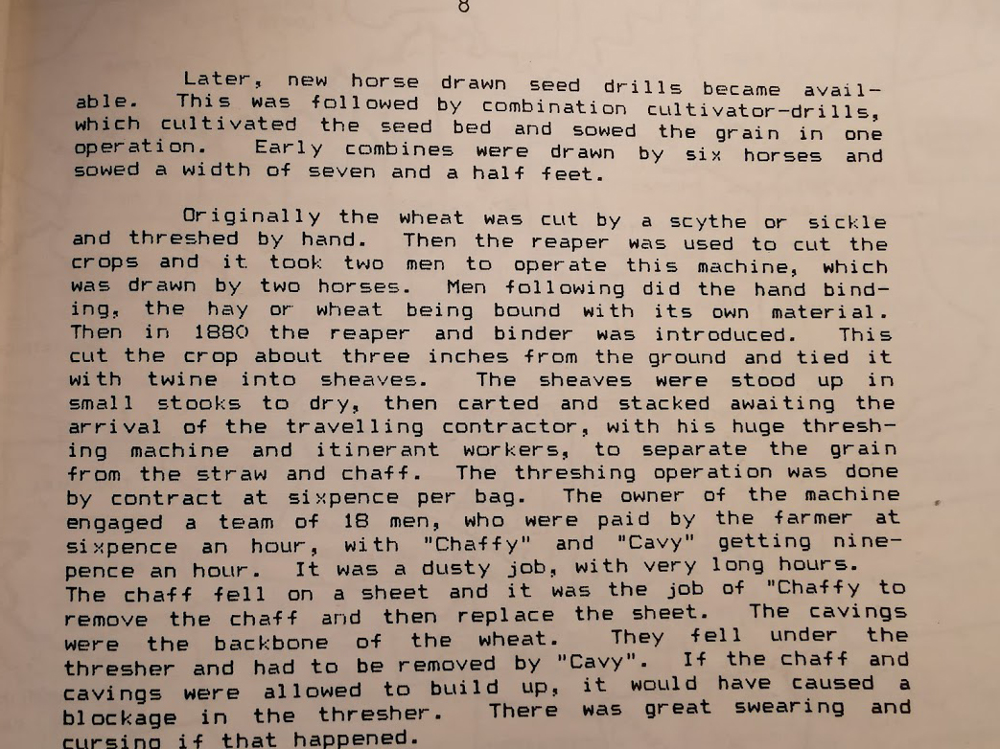 8
Later, new horse drawn seed drills became avail-
able. This was followed by combination cultivator-drills,
which cultivated the seed bed and sowed the grain in one
operation. Early combines were drawn by six horses and
sowed a width of seven and a half feet.
Originally the wheat was cut by a scythe or sickle
and threshed by hand. Then the reaper was used to cut the
crops and it took two men to operate this machine, which
was drawn by two horses. Men following did the hand bind-
ing, the hay or wheat being bound with its own material.
Then in 1880 the reaper and binder was introduced. This
cut the crop about three inches from the ground and tied it
with twine into sheaves. The sheaves were stood up in
small stooks to dry, then carted and stacked awaiting the
arrival of the travelling contractor, with his huge thresh-
ing machine and itinerant workers, to separate the grain
from the straw and chaff. The threshing operation was done
by contract at sixpence per bag. The owner of the machine
engaged a team of 18 men, who were paid by the farmer at
sixpence an hour, with "Chaffy" and "Cavy" getting nine-
pence an hour. It was a dusty job, with very long hours.
The chaff fell on a sheet and it was the job of "Chaffy to
remove the chaff and then replace the sheet. The cavings
were the backbone of the wheat. They fell under the
thresher and had to be removed by "Cavy". If the chaff and
cavings were allowed to build up, it would have caused a
blockage in the thresher. There was great swearing and
cursing if that happened.